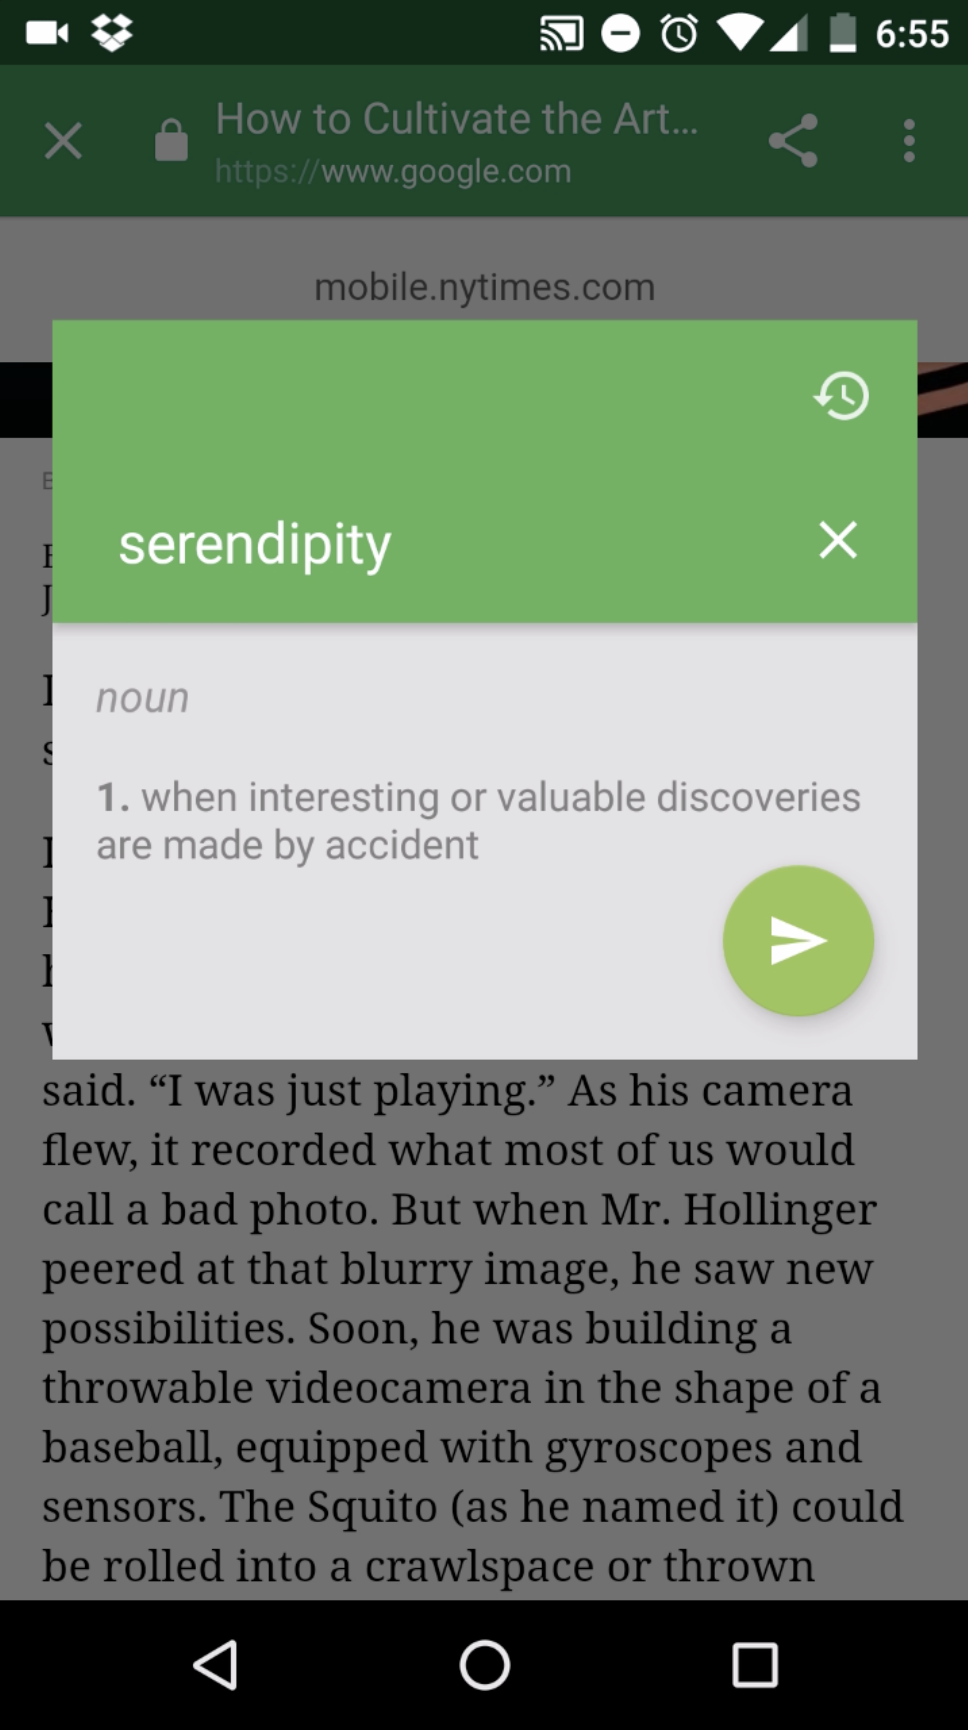 6:55
How to Cultivate the Art...
https://www.google.com
mobile.nytimes.com
serendipity
noun
1. when interesting or valuable discoveries
are made by accident
said. “I was just playing.” As his camera
flew, it recorded what most of us would
call a bad photo. But when Mr. Hollinger
peered at that blurry image, he saw new
possibilities. Soon, he was building a
throwable videocamera in the shape of a
baseball, equipped with gyroscopes and
sensors. The Squito (as he named it) could
be rolled into a crawlspace or thrown